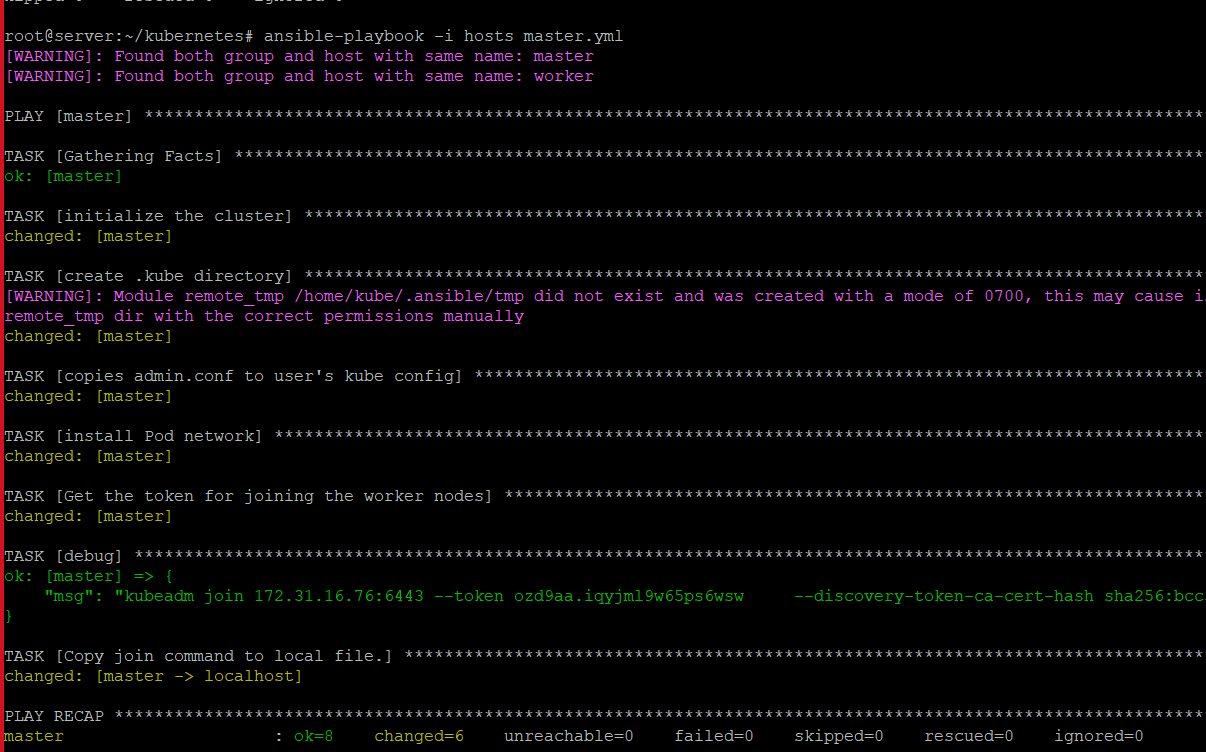 root@server:~/kubernetes# ansible-playbook -i hosts master.yml
[WARNING]: Found both group and host with same name: master
[WARNING]: Found both group and host with same name: worker
PLAY [master] **********************************************************************************************************
TASK [Gathering Facts] *************************************************************************************************
ok: [master]
TASK [initialize the cluster] ******************************************************************************************
changed: [master]
TASK [create .kube directory] ******************************************************************************************
[WARNING]: Module remote_tmp /home/kube/.ansible/tmp did not exist and was created with a mode of 0700, this may cause
remote_tmp dir with the correct permissions manually
changed: [master]
TASK [copies admin.conf to user's kube config] *************************************************************************
changed: [master]
TASK [install Pod network] *********************************************************************************************
changed: [master]
TASK [Get the token for joining the worker nodes] **********************************************************************
changed: [master]
TASK [debug] ***********************************************************************************************************
ok: [master] => {
    "msg": "kubeadm join 172.31.16.76:6443 --token ozd9aa.iqyjml9w65ps6wsw     --discovery-token-ca-cert-hash sha256:bcc
}
TASK [Copy join command to local file.] ********************************************************************************
changed: [master -> localhost]
PLAY RECAP *************************************************************************************************************
master                     : ok=8    changed=6    unreachable=0    failed=0    skipped=0    rescued=0    ignored=0